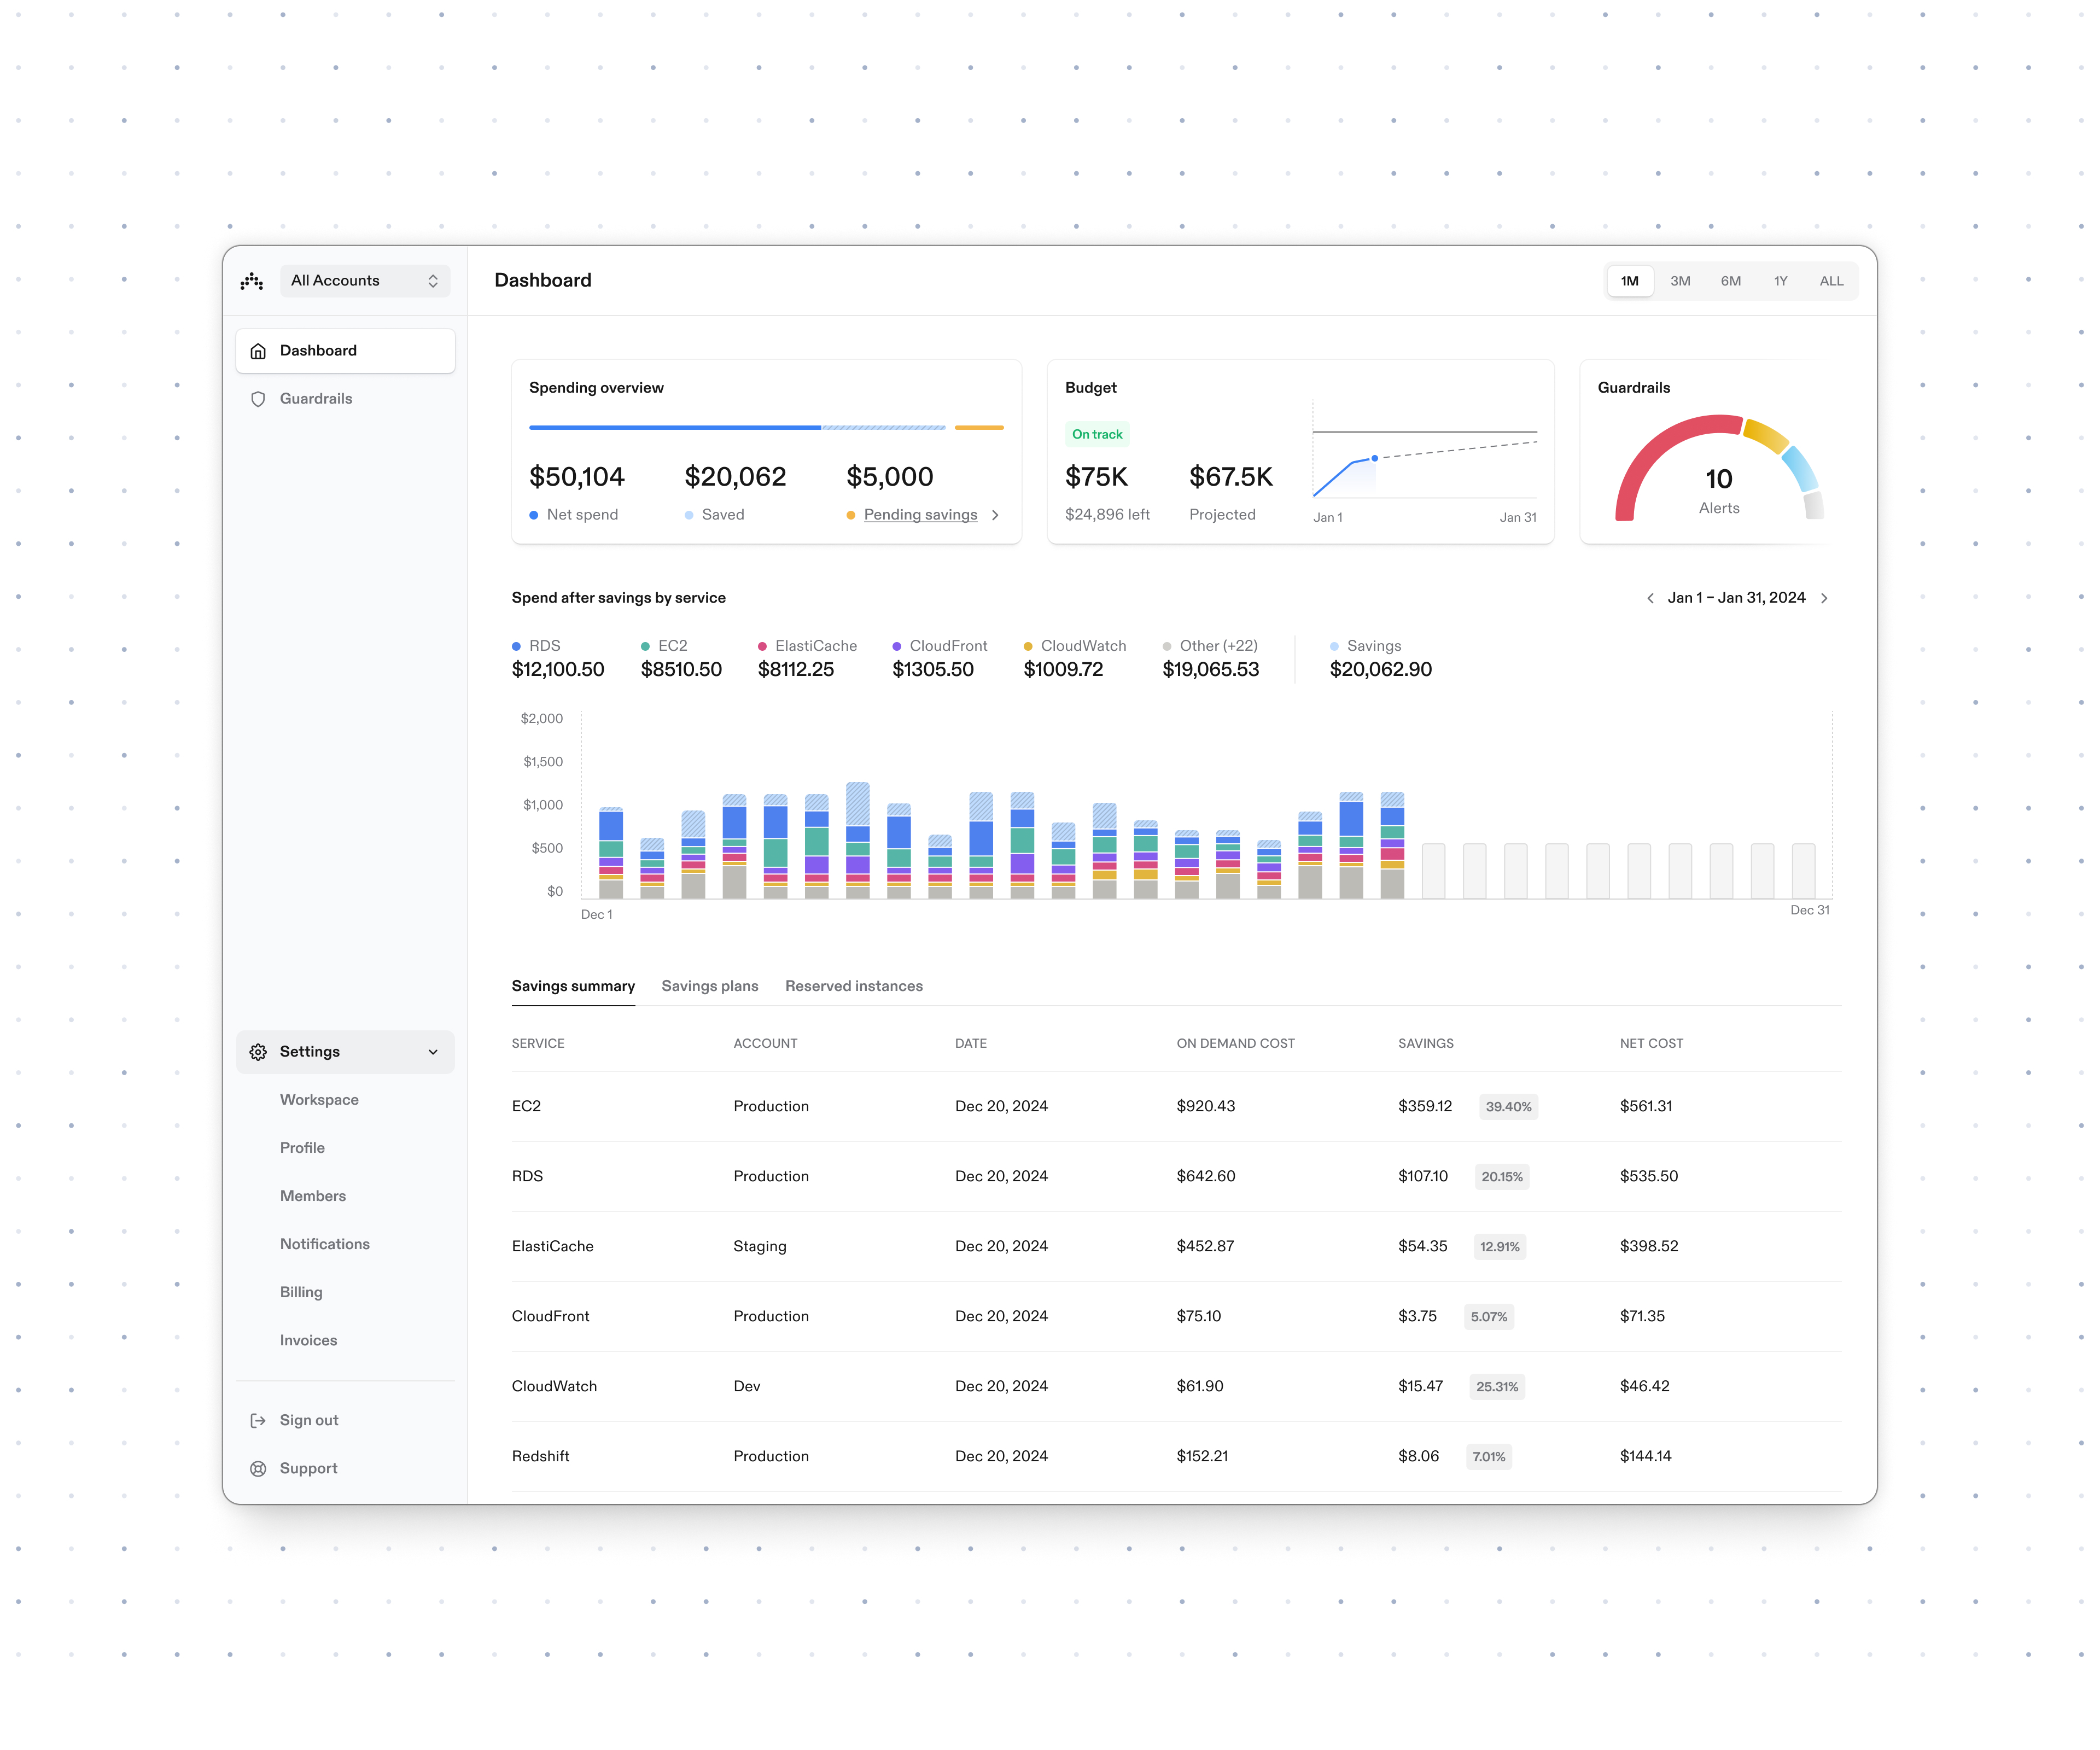 All Accounts
Dashboard
Guardrails
Settings
Workspace
Profile
Members
Notifications
Billing
Invoices
Sign out
Support
Dashboard
1M 3M 6M 1Y ALL
Spending overview
$50,104 $20,062 $5,000
Net spend Saved Pending savings
Budget
On track
$75K $67.5K
$24,896 left Projected
Jan 1 Jan 31
Guardrails
10
Alerts
Spend after savings by service
Jan 1 – Jan 31, 2024
RDS EC2 ElastiCache CloudFront CloudWatch Other (+22) Savings
$12,100.50 $8510.50 $8112.25 $1305.50 $1009.72 $19,065.53 $20,062.90
$2,000
$1,500
$1,000
$500
$0
Dec 1 Dec 31
Savings summary Savings plans Reserved instances
SERVICE ACCOUNT DATE ON DEMAND COST SAVINGS NET COST
EC2 Production Dec 20, 2024 $920.43 $359.12 39.40% $561.31
RDS Production Dec 20, 2024 $642.60 $107.10 20.15% $535.50
ElastiCache Staging Dec 20, 2024 $452.87 $54.35 12.91% $398.52
CloudFront Production Dec 20, 2024 $75.10 $3.75 5.07% $71.35
CloudWatch Dev Dec 20, 2024 $61.90 $15.47 25.31% $46.42
Redshift Production Dec 20, 2024 $152.21 $8.06 7.01% $144.14